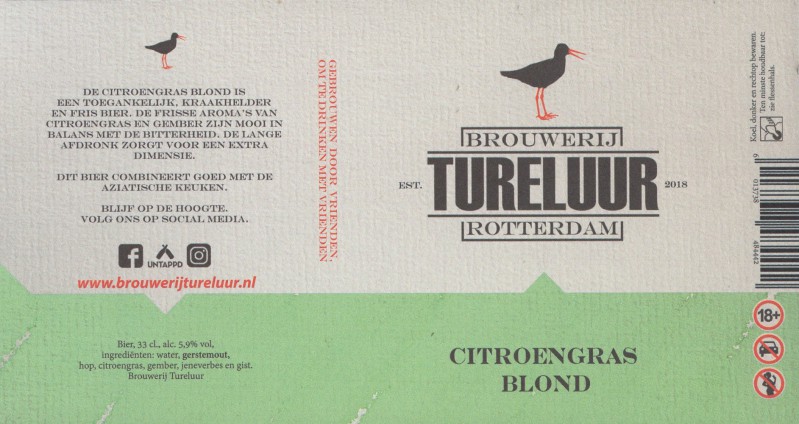 DE CITROENGRAS BLOND IS
EEN TOEGANKELIJK, KRAAKHELDER
EN FRIS BIER. DE FRISSE AROMA'S VAN
CITROENGRAS EN GEMBER ZIJN MOOI IN
BALANS MET DE BITTERHEID. DE LANGE
AFDRONK ZORGT VOOR EEN EXTRA
DIMENSIE.
DIT BIER COMBINEERT GOED MET DE
AZIATISCHE KEUKEN.
BLIJF OP DE HOOGTE.
VOLG ONS OP SOCIAL MEDIA.
UNTAPPD
www.brouwerijtureluur.nl
Bier, 33 cl., alc. 5,9% vol,
ingrediënten: water, gerstemout,
hop, citroengras, gember, jeneverbes en gist.
Brouwerij Tureluur
GEBROUWEN DOOR VRIENDEN,
OM TE DRINKEN MET VRIENDEN!
BROUWERIJ
EST. TURELUUR 2018
ROTTERDAM
CITROENGRAS
BLOND
Koel, donker en rechtop bewaren.
Ten minste houdbaar tot:
zie flessenhals.
6 013738 484442
18+